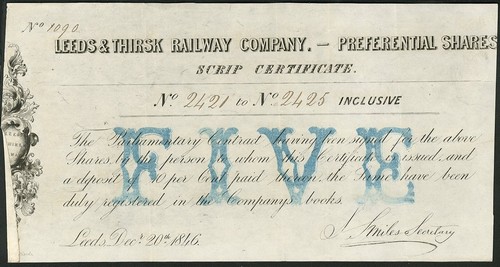 No. 1090.
LEEDS & THIRSK RAILWAY COMPANY. — PREFERENTIAL SHARES
SCRIP CERTIFICATE.
No. 2421 to No. 2425 INCLUSIVE
FIVE
The Parliamentary Contract having been signed for the above
Shares, by the person to whom this Certificate is issued, and
a deposit of 10 per Cent paid thereon, the Same have been
duly registered in the Companys books.
Leeds, Decr. 20th. 1846.
S. Smiles Secretary